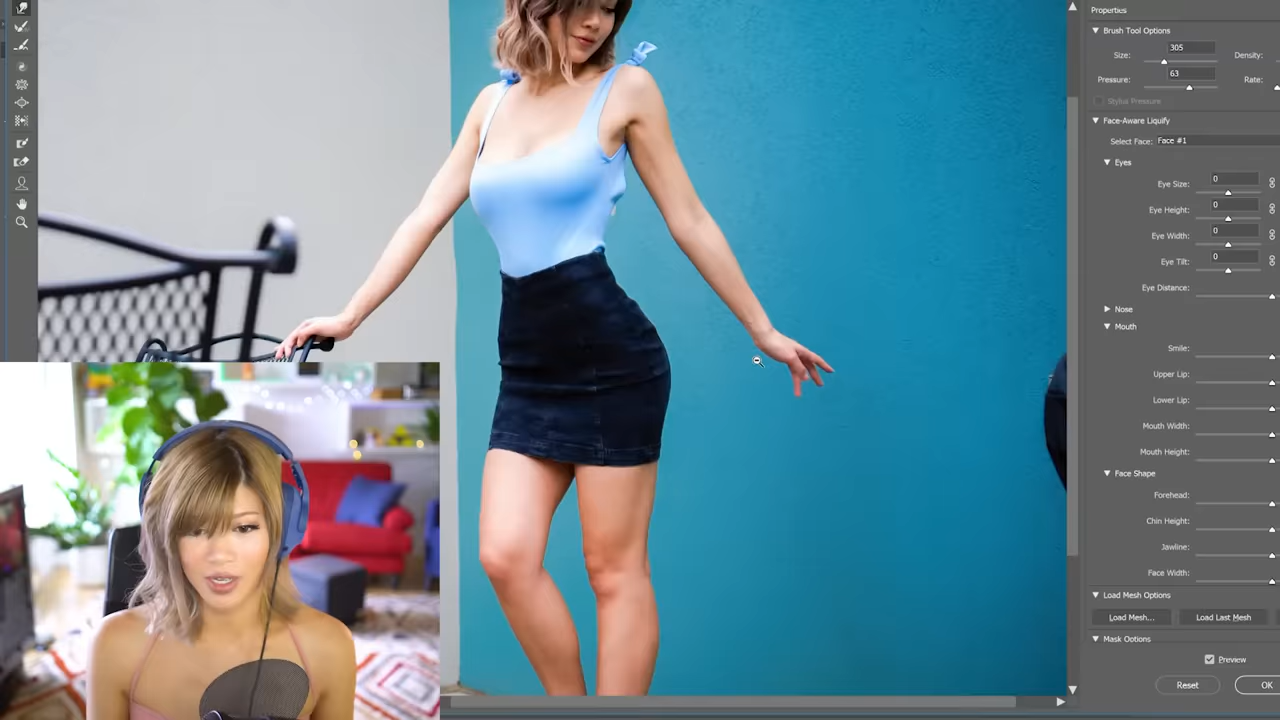 Properties
Brush Tool Options
Size: 305 Density:
Pressure: 63 Rate:
Stylus Pressure
Face-Aware Liquify
Select Face: Face #1
Eyes
Eye Size: 0
Eye Height: 0
Eye Width: 0
Eye Tilt: 0
Eye Distance:
Nose
Mouth
Smile:
Upper Lip:
Lower Lip:
Mouth Width:
Mouth Height:
Face Shape
Forehead:
Chin Height:
Jawline:
Face Width:
Load Mesh Options
Load Mesh... Load Last Mesh
Mask Options
Preview
Reset OK